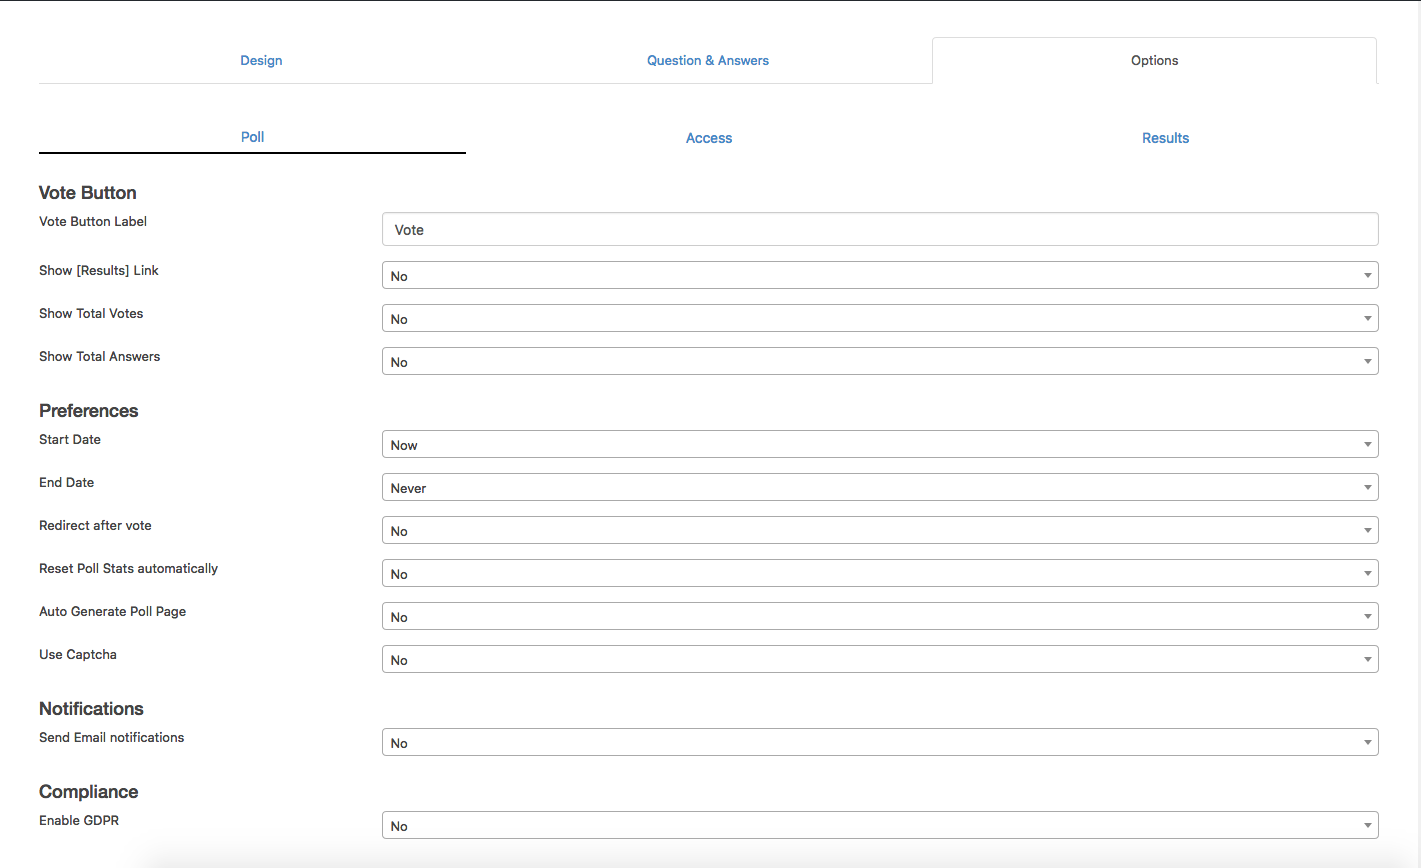 Design Question & Answers Options
Poll Access Results
Vote Button
Vote Button Label Vote
Show [Results] Link No
Show Total Votes No
Show Total Answers No
Preferences
Start Date Now
End Date Never
Redirect after vote No
Reset Poll Stats automatically No
Auto Generate Poll Page No
Use Captcha No
Notifications
Send Email notifications No
Compliance
Enable GDPR No